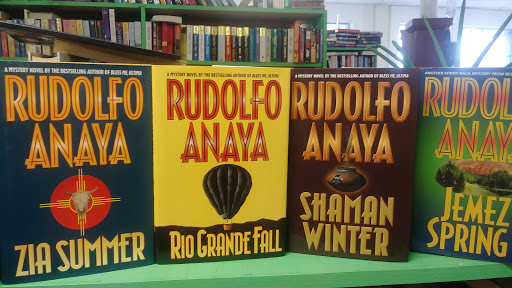 A MYSTERY NOVEL BY THE BESTSELLING AUTHOR OF BLESS ME, ULTIMA
RUDOLFO
ANAYA
ZIA SUMMER
A MYSTERY NOVEL BY THE BESTSELLING AUTHOR OF BLESS ME, ULTIMA
RUDOLFO
ANAYA
RIO GRANDE FALL
A MYSTERY NOVEL BY THE BESTSELLING AUTHOR OF BLESS ME, ULTIMA
RUDOLFO
ANAYA
SHAMAN
WINTER
ANOTHER SONNY BACA MYSTERY FROM
RUDOL
ANAY
JEMEZ
SPRING